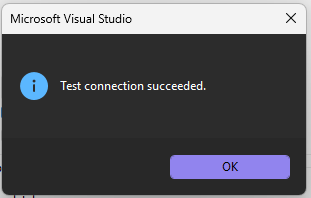 Microsoft Visual Studio
Test connection succeeded.
OK